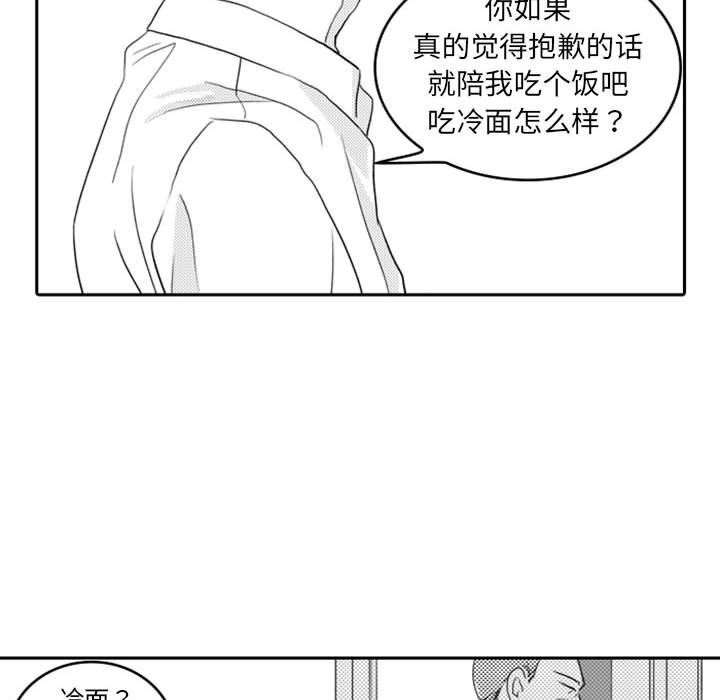 你如果
真的觉得抱歉的话
就陪我吃个饭吧
吃冷面怎么样？
冷面？